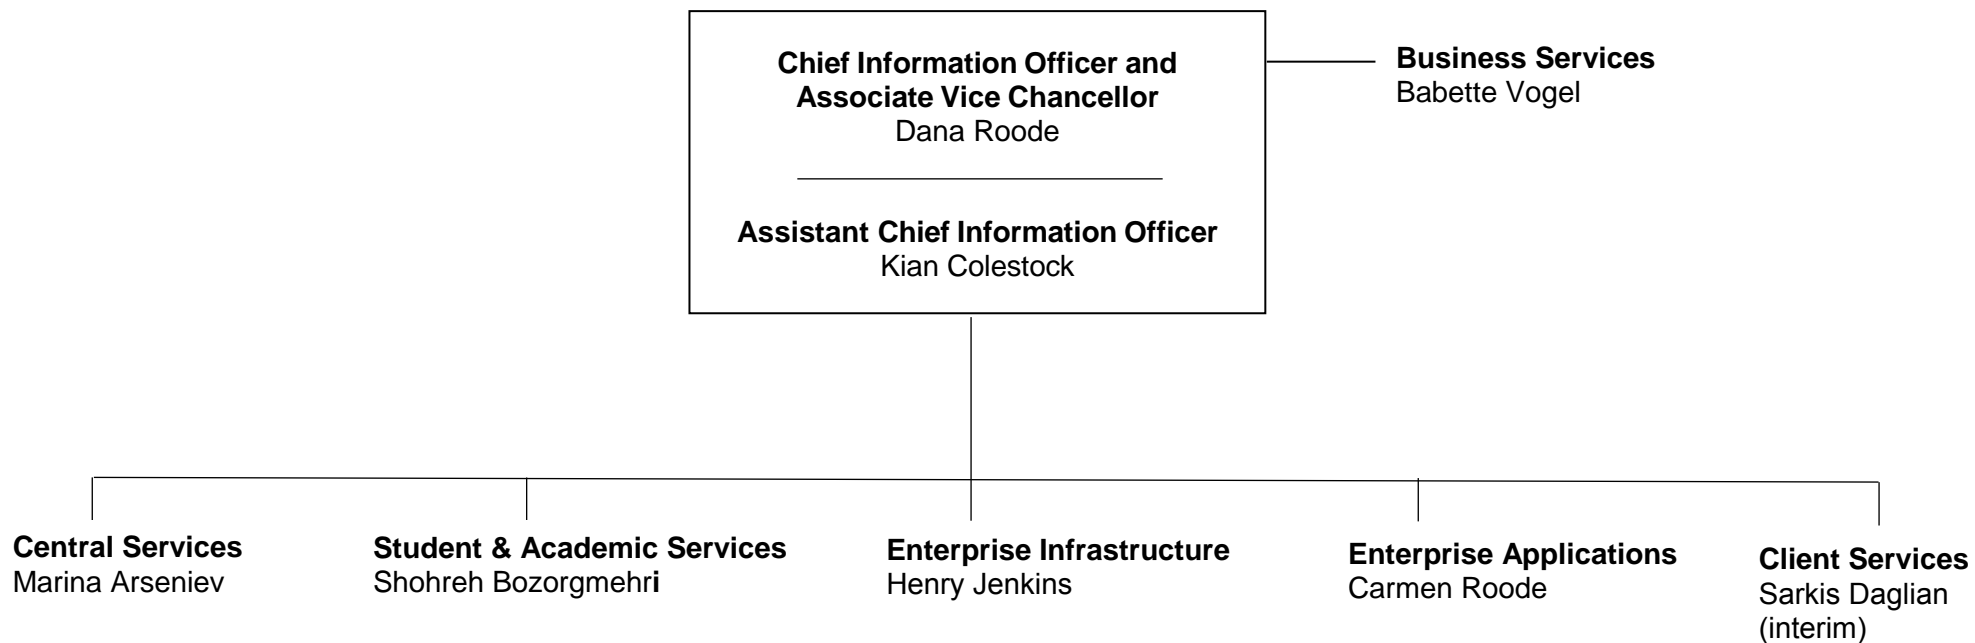 Chief Information Officer and
Associate Vice Chancellor
Dana Roode
Assistant Chief Information Officer
Kian Colestock
Business Services
Babette Vogel
Central Services
Marina Arseniev
Student & Academic Services
Shohreh Bozorgmehri
Enterprise Infrastructure
Henry Jenkins
Enterprise Applications
Carmen Roode
Client Services
Sarkis Daglian
(interim)